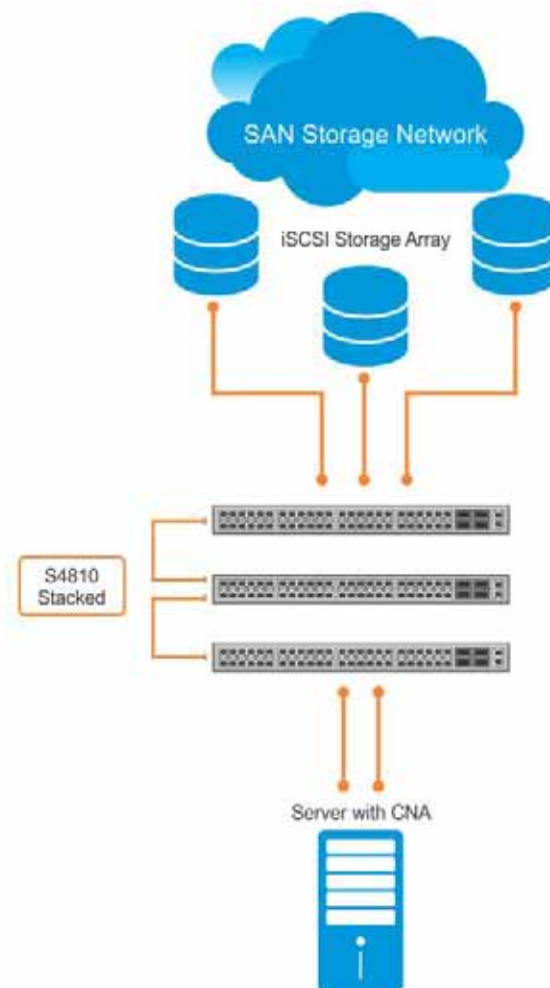 SAN Storage Network
iSCSI Storage Array
S4810
Stacked
Server with CNA